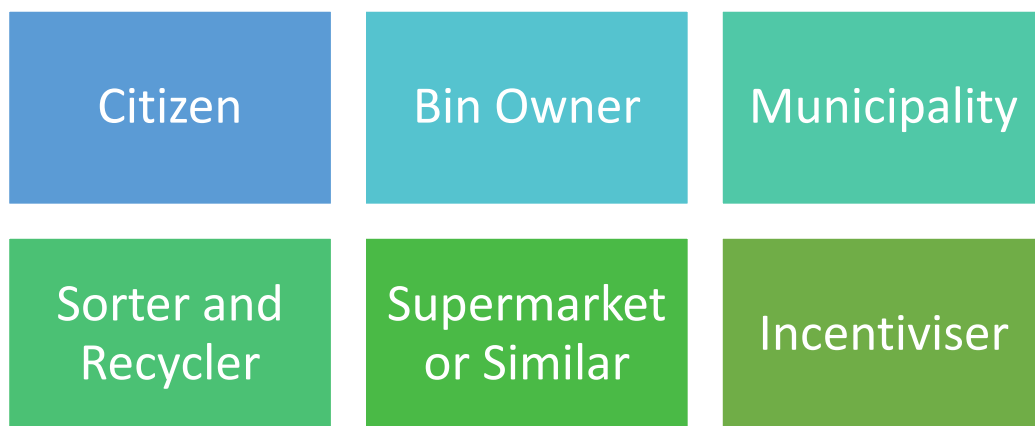 Citizen
Bin Owner
Municipality
Sorter and
Recycler
Supermarket
or Similar
Incentiviser